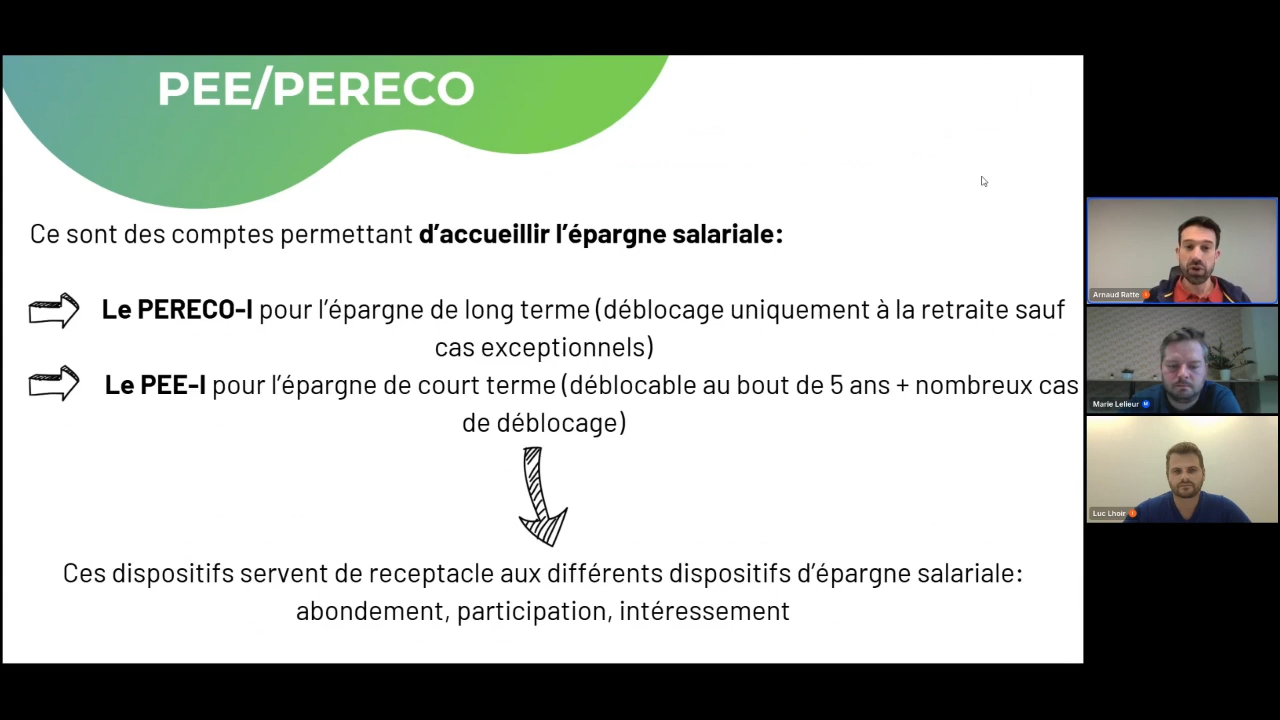 PEE/PERECO
Ce sont des comptes permettant d’accueillir l’épargne salariale:
Le PERECO-I pour l’épargne de long terme (déblocage uniquement à la retraite sauf
cas exceptionnels)
Le PEE-I pour l’épargne de court terme (déblocable au bout de 5 ans + nombreux cas
de déblocage)
Ces dispositifs servent de receptacle aux différents dispositifs d’épargne salariale:
abondement, participation, intéressement
Arnaud Ratte
Marie Lelieur
Luc Lhoir